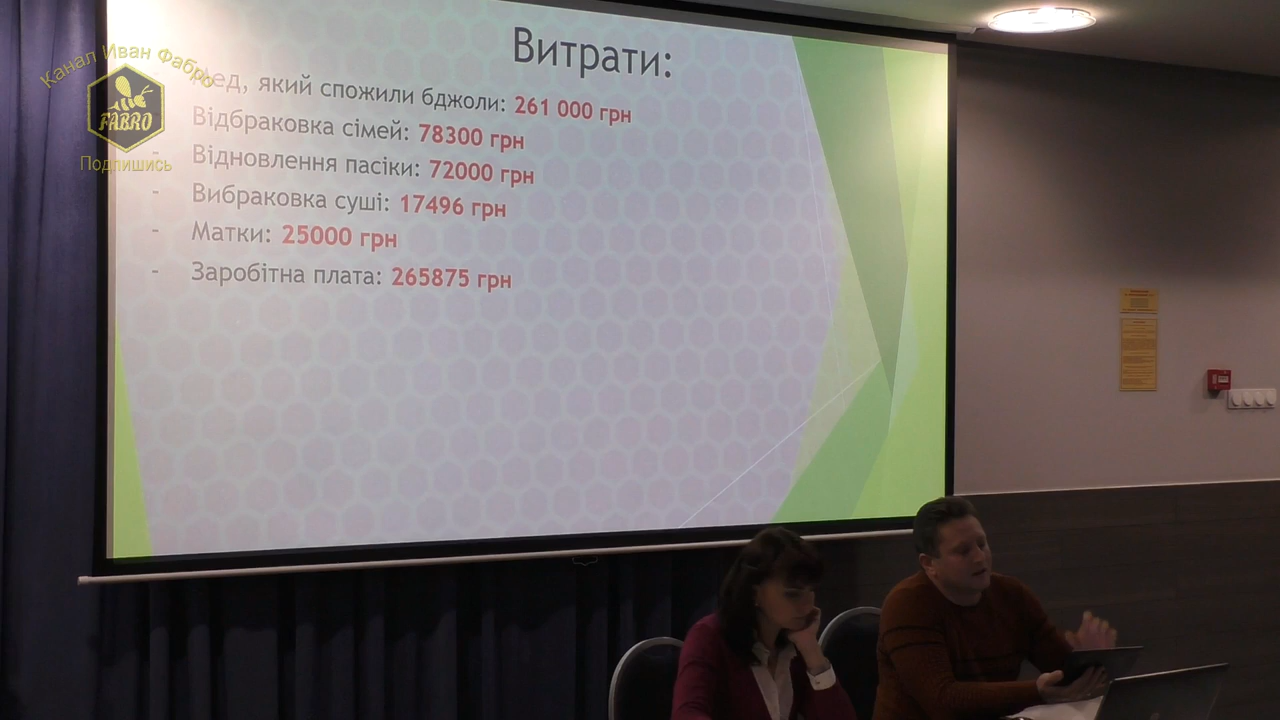 Витрати:
Канал Иван Фабро
FABRO
Подпишись
Мед, який спожили бджоли: 261 000 грн
Відбраковка сімей: 78300 грн
- Відновлення пасіки: 72000 грн
- Вибраковка суші: 17496 грн
- Матки: 25000 грн
- Заробітна плата: 265875 грн